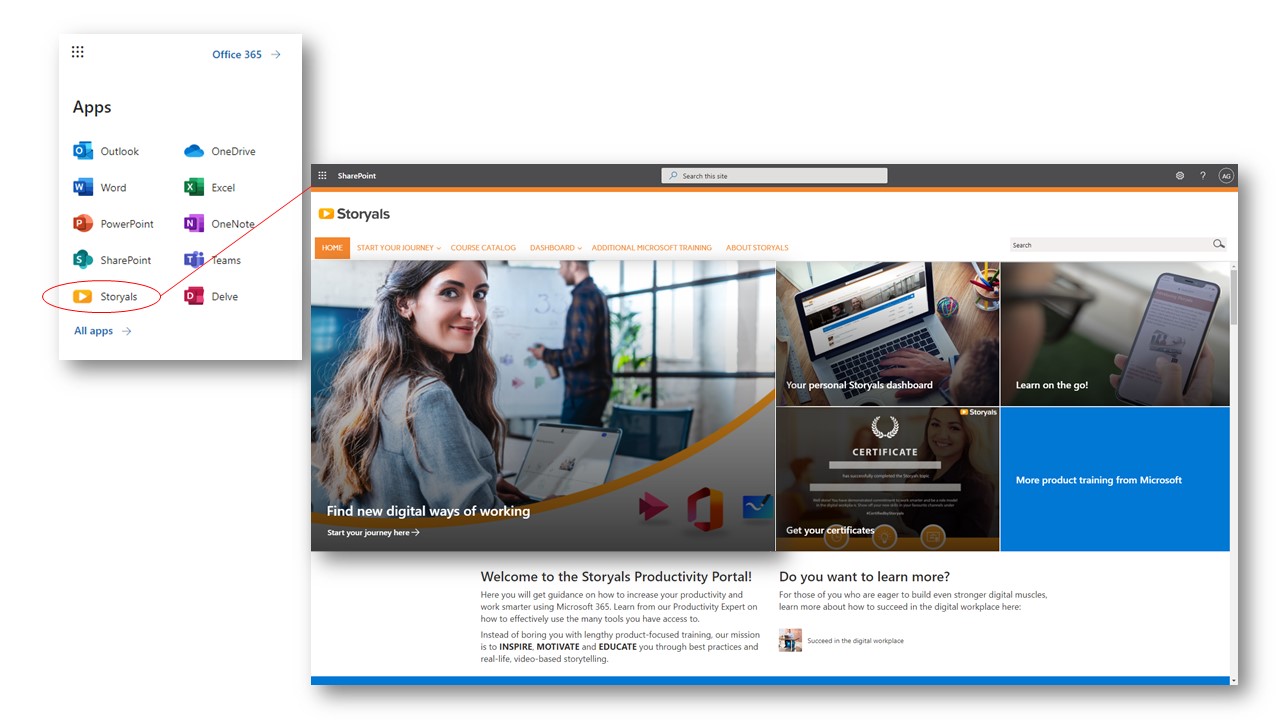 Office 365
Apps
Outlook
OneDrive
Word
Excel
PowerPoint
OneNote
SharePoint
Teams
Storyals
Delve
All apps
SharePoint
Search this site
?
AG
Storyals
HOME
START YOUR JOURNEY
COURSE CATALOG
DASHBOARD
ADDITIONAL MICROSOFT TRAINING
ABOUT STORYALS
Search
Find new digital ways of working
Start your journey here
Your personal Storyals dashboard
Learn on the go!
Storyals
CERTIFICATE
has successfully completed the Storyals topic
#CertifiedbyStoryals
Get your certificates
More product training from Microsoft
Welcome to the Storyals Productivity Portal!
Here you will get guidance on how to increase your productivity and
work smarter using Microsoft 365. Learn from our Productivity Expert on
how to effectively use the many tools you have access to.
Instead of boring you with lengthy product-focused training, our mission
is to INSPIRE, MOTIVATE and EDUCATE you through best practices and
real-life, video-based storytelling.
Do you want to learn more?
For those of you who are eager to build even stronger digital muscles,
learn more about how to succeed in the digital workplace here:
Succeed in the digital workplace